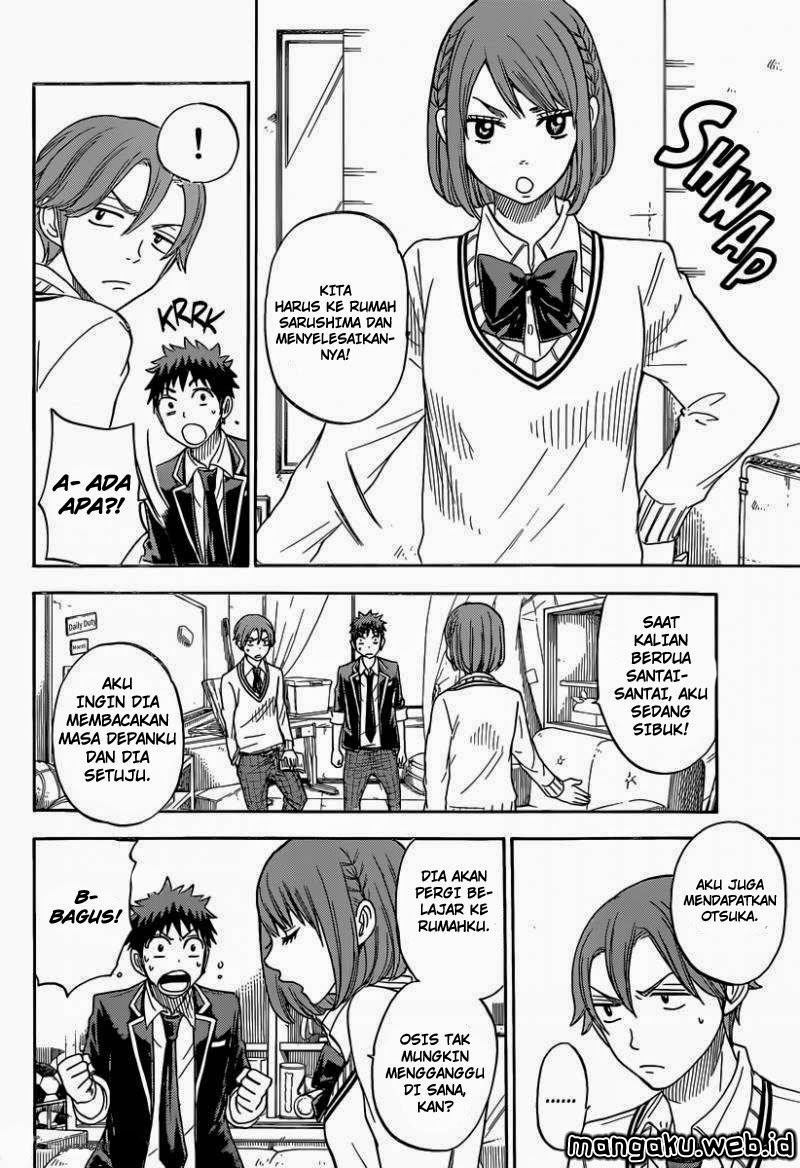 SHWAP
KITA
HARUS KE RUMAH
SARUSHIMA DAN
MENYELESAIKAN-
NYA!
!
KRRK
A- ADA
APA?!
SAAT
KALIAN
BERDUA
SANTAI-
SANTAI, AKU
SEDANG
SIBUK!
Daily Duty
AKU
INGIN DIA
MEMBACAKAN
MASA DEPANKU
DAN DIA
SETUJU.
AKU JUGA
MENDAPATKAN
OTSUKA.
......
DIA AKAN
PERGI BE-
LAJAR KE
RUMAHKU.
OSIS TAK
MUNGKIN
MENGGANGGU
DI SANA,
KAN?
B-
BAGUS!
mangaku.web.id